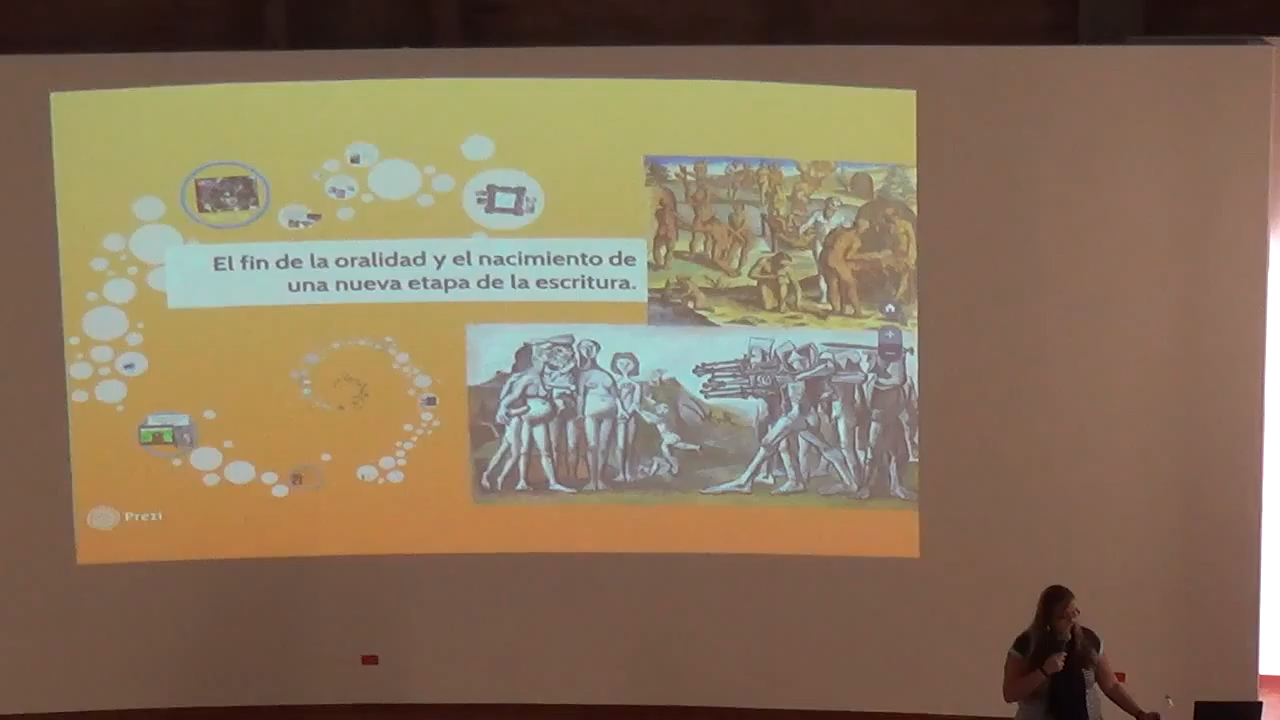 El fin de la oralidad y el nacimiento de
una nueva etapa de la escritura.
Prezi